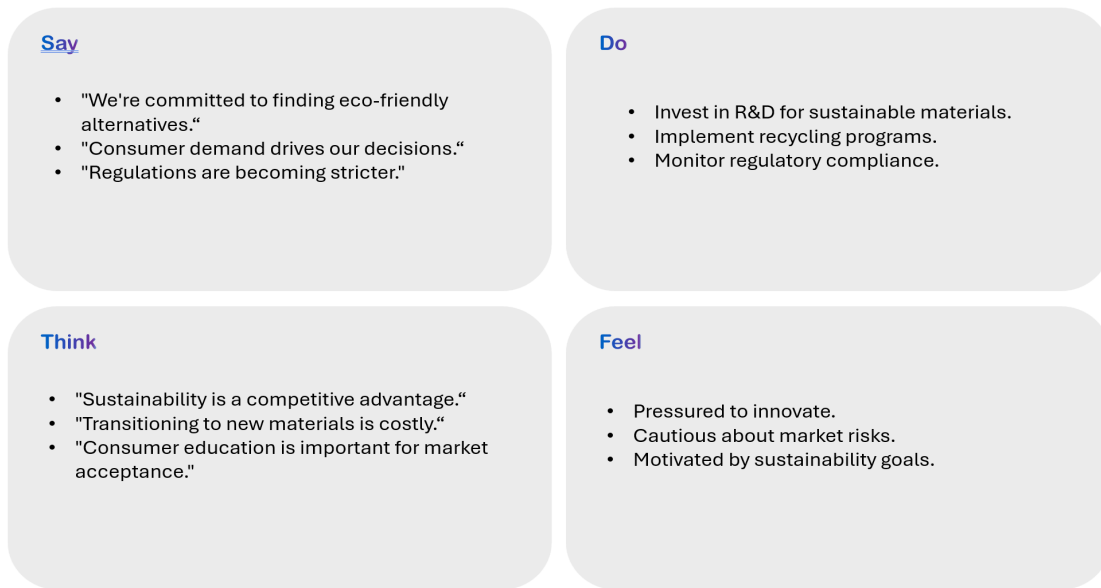 Say
• "We're committed to finding eco-friendly
alternatives.“
• "Consumer demand drives our decisions.“
• "Regulations are becoming stricter."
Do
• Invest in R&D for sustainable materials.
• Implement recycling programs.
• Monitor regulatory compliance.
Think
• "Sustainability is a competitive advantage.“
• "Transitioning to new materials is costly.“
• "Consumer education is important for market
acceptance."
Feel
• Pressured to innovate.
• Cautious about market risks.
• Motivated by sustainability goals.